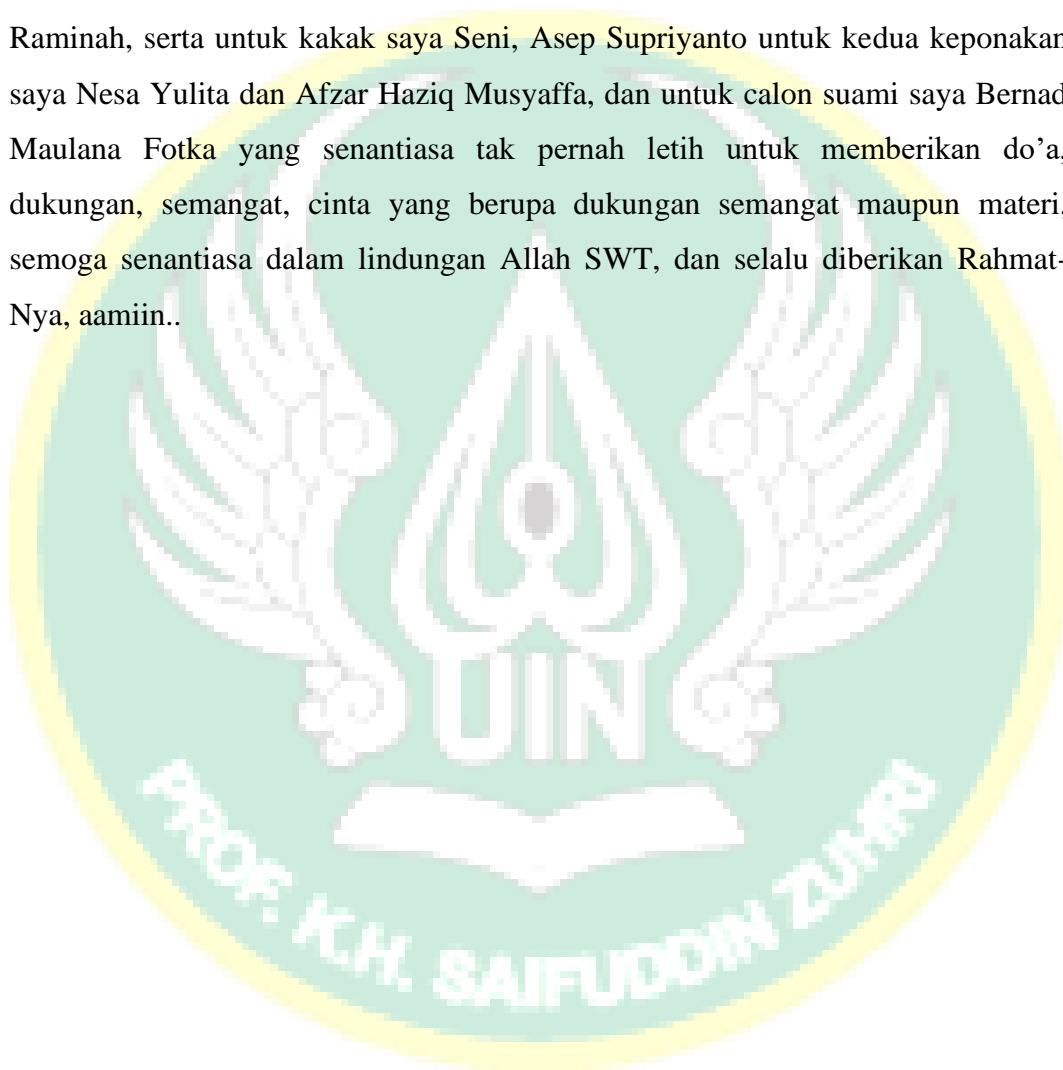 Raminah, serta untuk kakak saya Seni, Asep Supriyanto untuk kedua keponakan
saya Nesa Yulita dan Afzar Haziq Musyaffa, dan untuk calon suami saya Bernad
Maulana Fotka yang senantiasa tak pernah letih untuk memberikan do’a,
dukungan, semangat, cinta yang berupa dukungan semangat maupun materi,
semoga senantiasa dalam lindungan Allah SWT, dan selalu diberikan Rahmat-
Nya, aamiin..
UIN
PROF. K.H. SAIFUDDIN ZUHRI